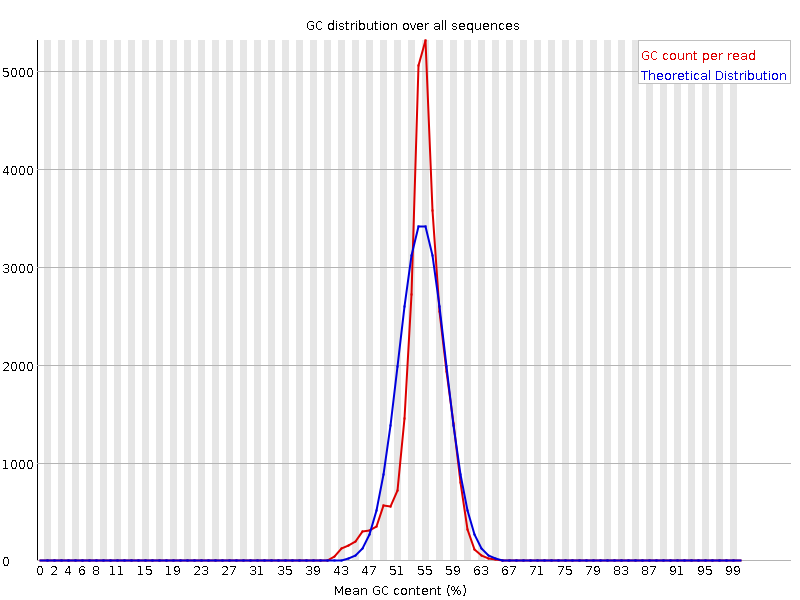 GC distribution over all sequences
GC count per read
Theoretical Distribution
5000
4000
3000
2000
1000
0
0 2 4 6 8 11 15 19 23 27 31 35 39 43 47 51 55 59 63 67 71 75 79 83 87 91 95 99
Mean GC content (%)